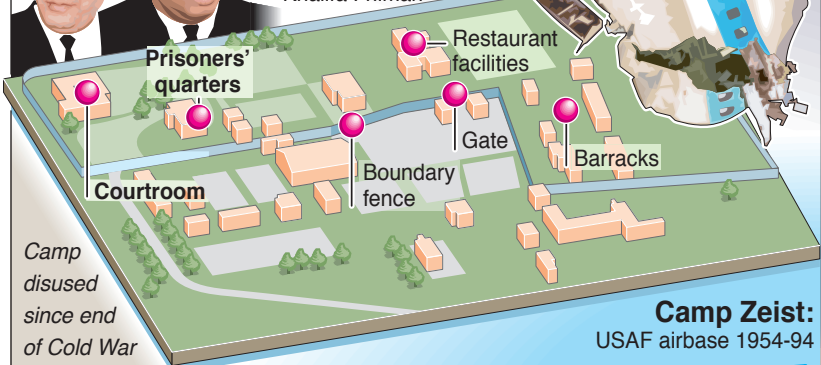 Restaurant
facilities
Prisoners'
quarters
Gate
Barracks
Boundary
fence
Courtroom
Camp
disused
since end
of Cold War
Camp Zeist:
USAF airbase 1954-94